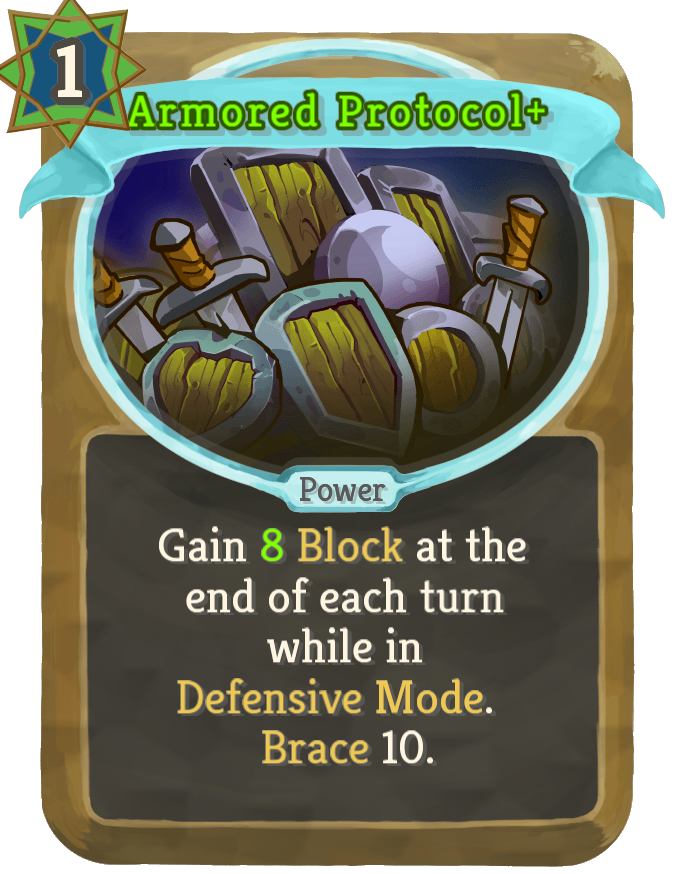 1
Armored Protocol+
Power
Gain 8 Block at the
end of each turn
while in
Defensive Mode.
Brace 10.